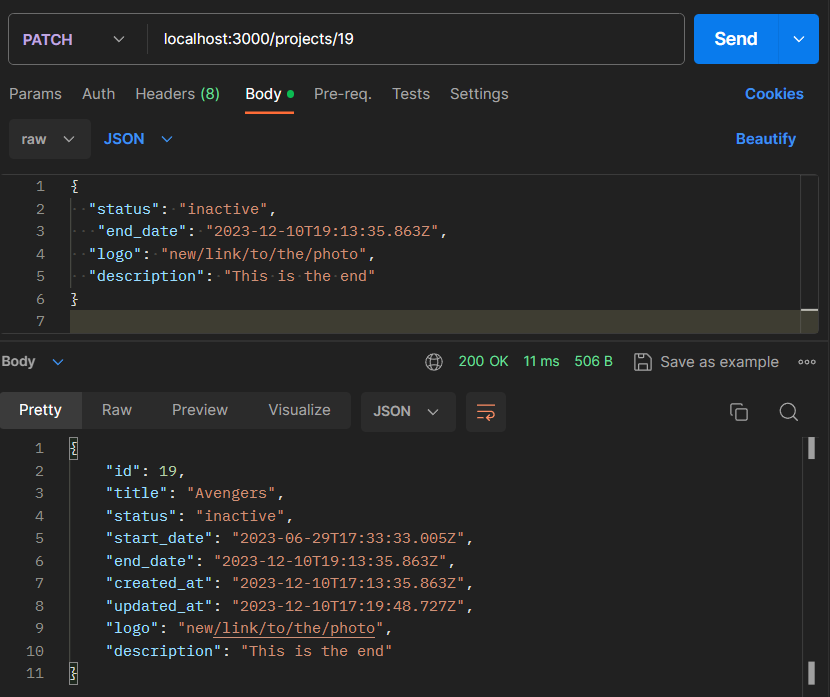 PATCH localhost:3000/projects/19 Send
Params Auth Headers (8) Body Pre-req. Tests Settings Cookies
raw JSON Beautify
1 {
2 "status": "inactive",
3 "end_date": "2023-12-10T19:13:35.863Z",
4 "logo": "new/link/to/the/photo",
5 "description": "This is the end"
6 }
7
Body 200 OK 11 ms 506 B Save as example
Pretty Raw Preview Visualize JSON
1 {
2 "id": 19,
3 "title": "Avengers",
4 "status": "inactive",
5 "start_date": "2023-06-29T17:33:33.005Z",
6 "end_date": "2023-12-10T19:13:35.863Z",
7 "created_at": "2023-12-10T17:13:35.863Z",
8 "updated_at": "2023-12-10T17:19:48.727Z",
9 "logo": "new/link/to/the/photo",
10 "description": "This is the end"
11 }